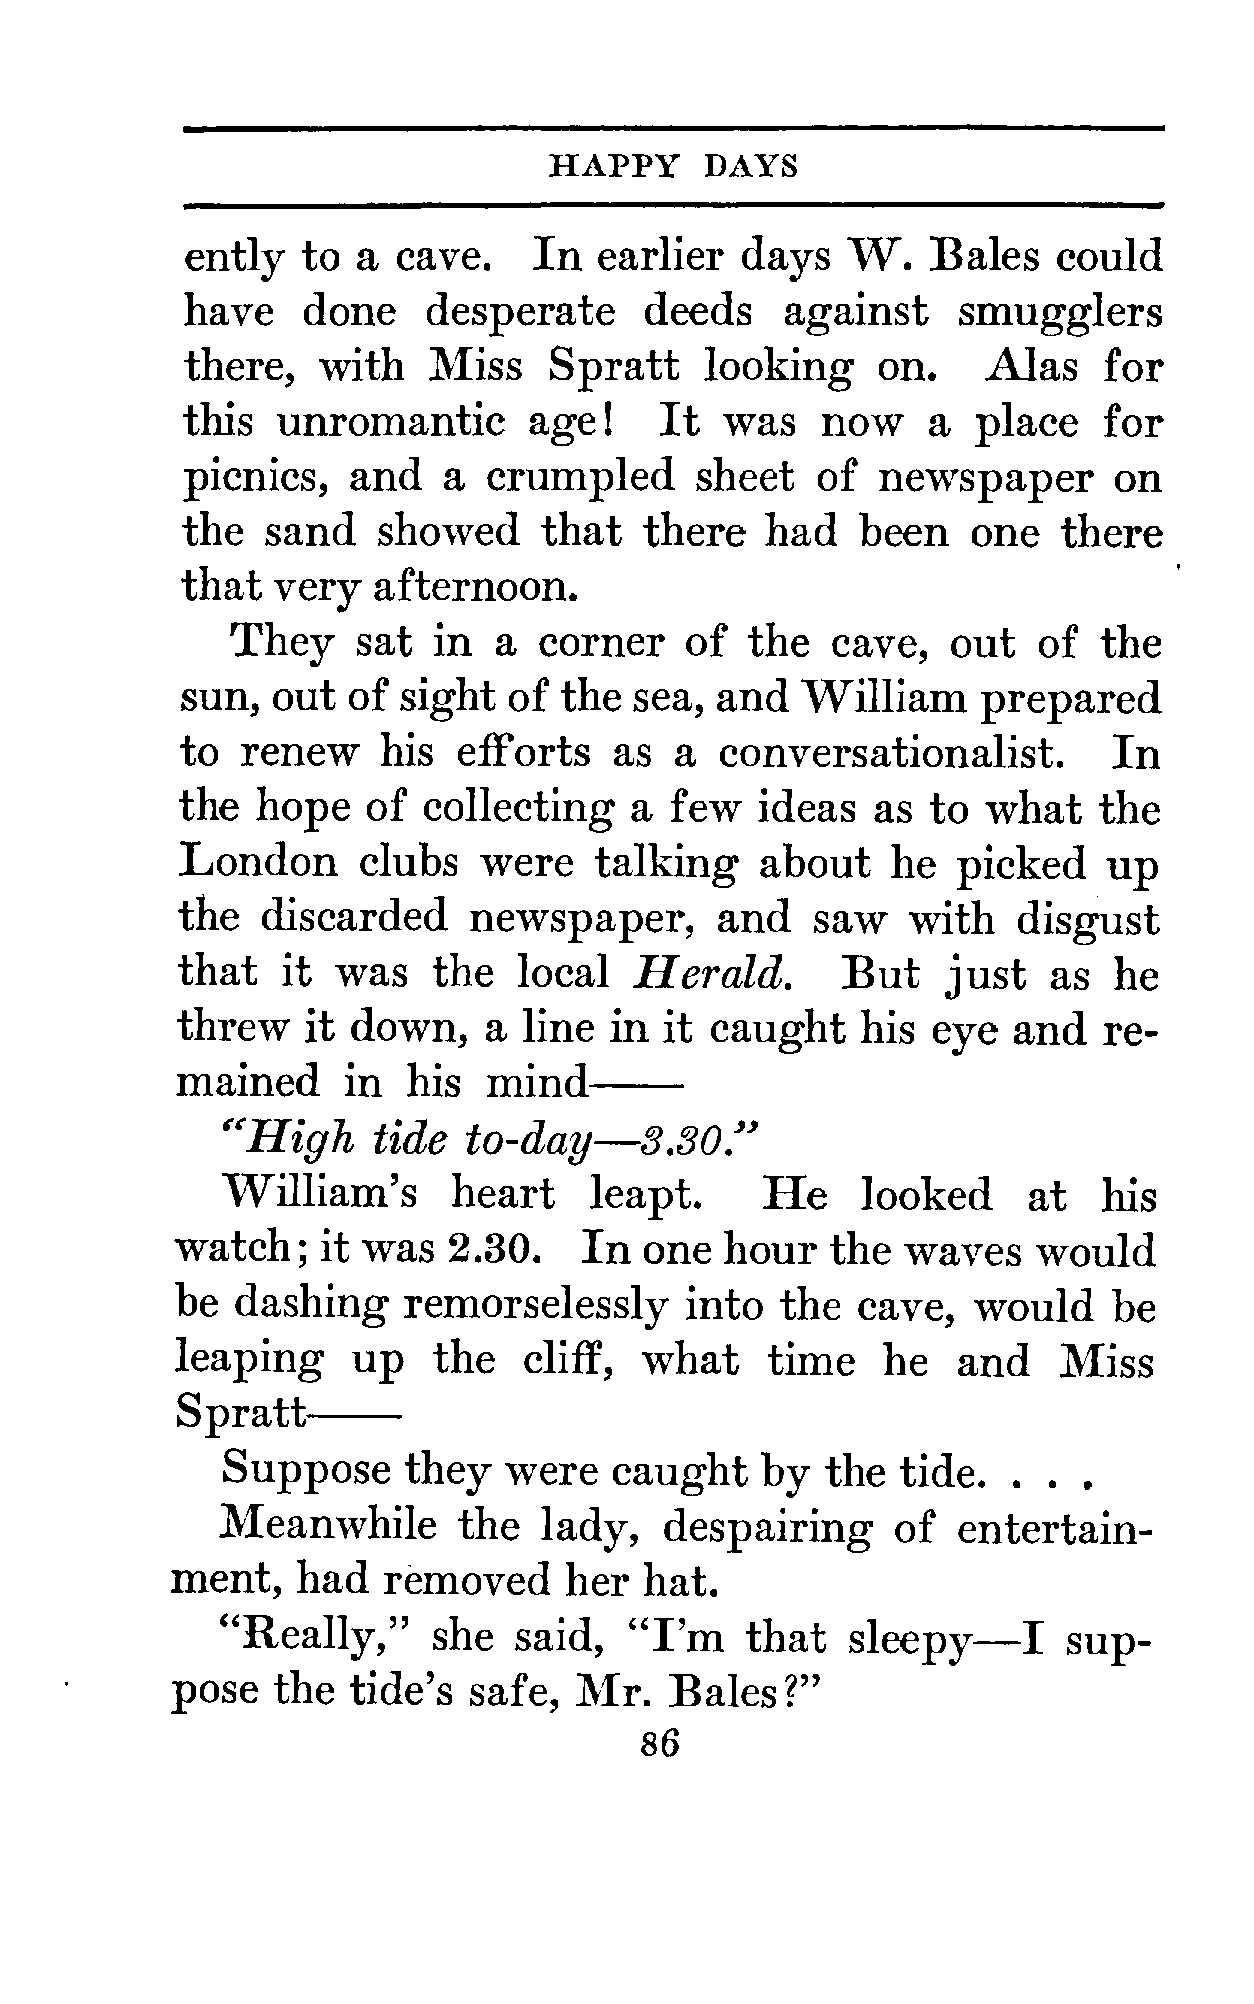 HAPPY DAYS
ently to a cave. In earlier days W. Bales could
have done desperate deeds against smugglers
there, with Miss Spratt looking on. Alas for
this unromantic age! It was now a place for
picnics, and a crumpled sheet of newspaper on
the sand showed that there had been one there
that very afternoon.
They sat in a corner of the cave, out of the
sun, out of sight of the sea, and William prepared
to renew his efforts as a conversationalist. In
the hope of collecting a few ideas as to what the
London clubs were talking about he picked up
the discarded newspaper, and saw with disgust
that it was the local Herald. But just as he
threw it down, a line in it caught his eye and re-
mained in his mind——
"High tide to-day—3.30."
William's heart leapt. He looked at his
watch; it was 2.30. In one hour the waves would
be dashing remorselessly into the cave, would be
leaping up the cliff, what time he and Miss
Spratt——
Suppose they were caught by the tide. . . .
Meanwhile the lady, despairing of entertain-
ment, had removed her hat.
"Really," she said, "I'm that sleepy—I sup-
pose the tide's safe, Mr. Bales?"
86